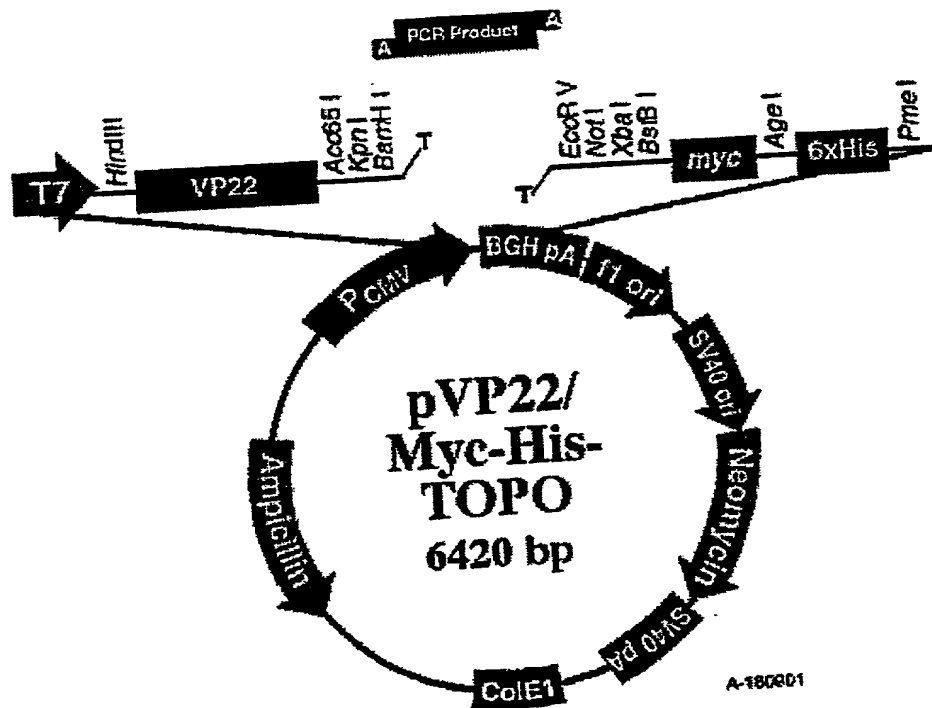 A PCR Product A
HindIII
Acc65 I
Kpn I
BamH I
T
EcoR V
Not I
Xba I
BstB I
Age I
Pme I
T7
VP22
T
myc
6xHis
P CMV
BGH pA
f1 ori
SV40 ori
Neomycin
SV40 pA
ColE1
Ampicillin
pVP22/
Myc-His-
TOPO
6420 bp